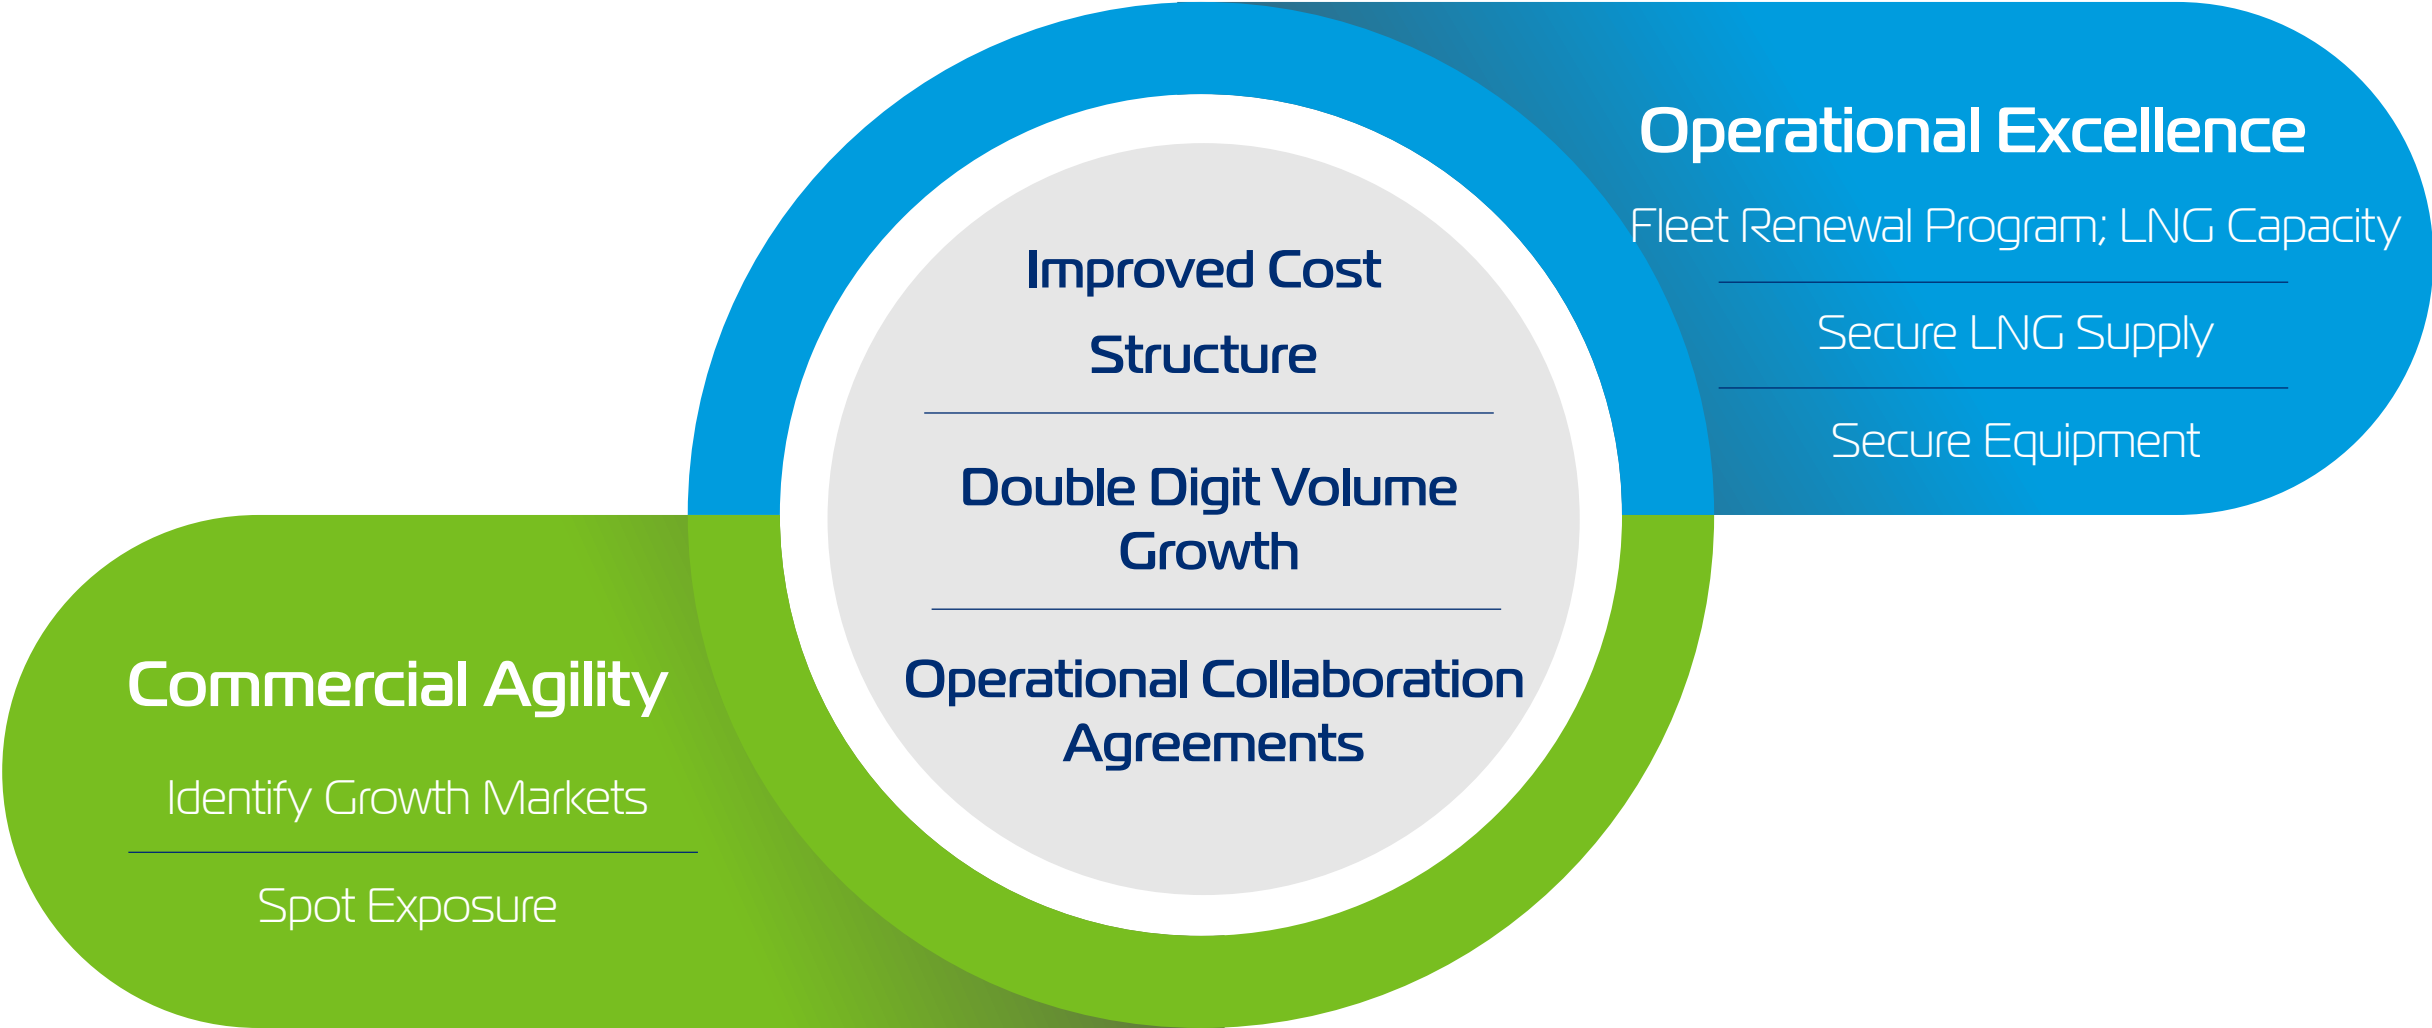 Operational Excellence
Fleet Renewal Program; LNG Capacity
Secure LNG Supply
Secure Equipment
Improved Cost
Structure
Double Digit Volume
Growth
Operational Collaboration
Agreements
Commercial Agility
Identify Growth Markets
Spot Exposure